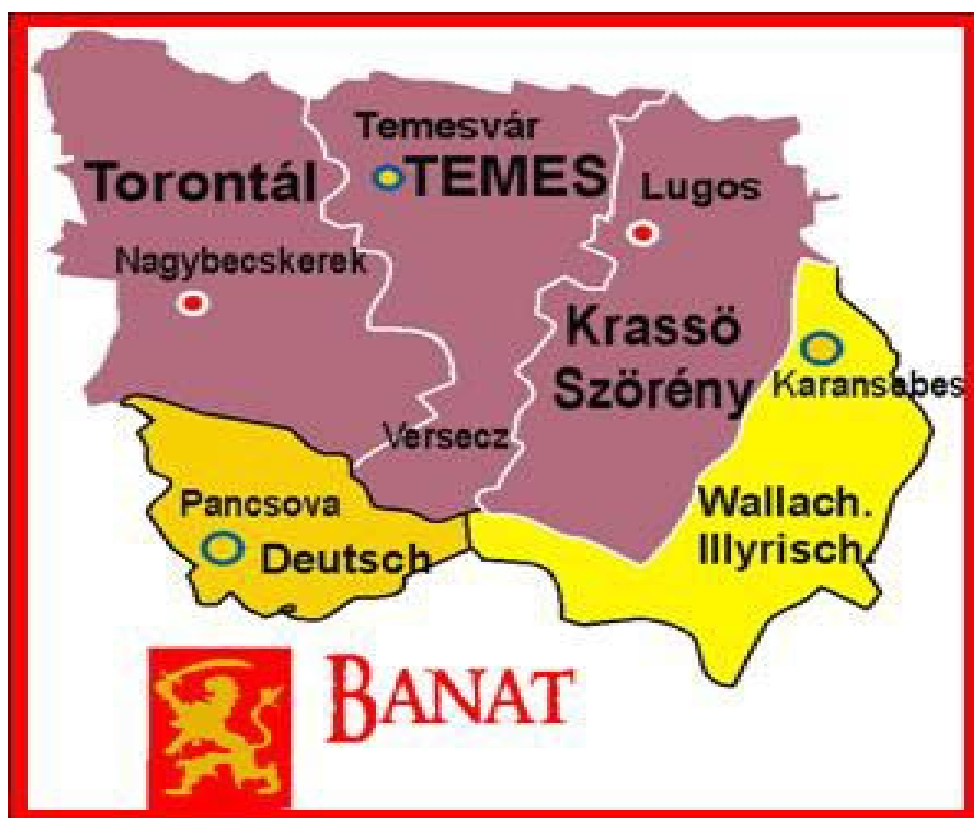 Temesvár
Torontál
TEMES
Lugos
Nagybecskerek
Krassö
Szörény
Karansebes
Versecz
Pancsova
Deutsch
Wallach.
Illyrisch.
BANAT